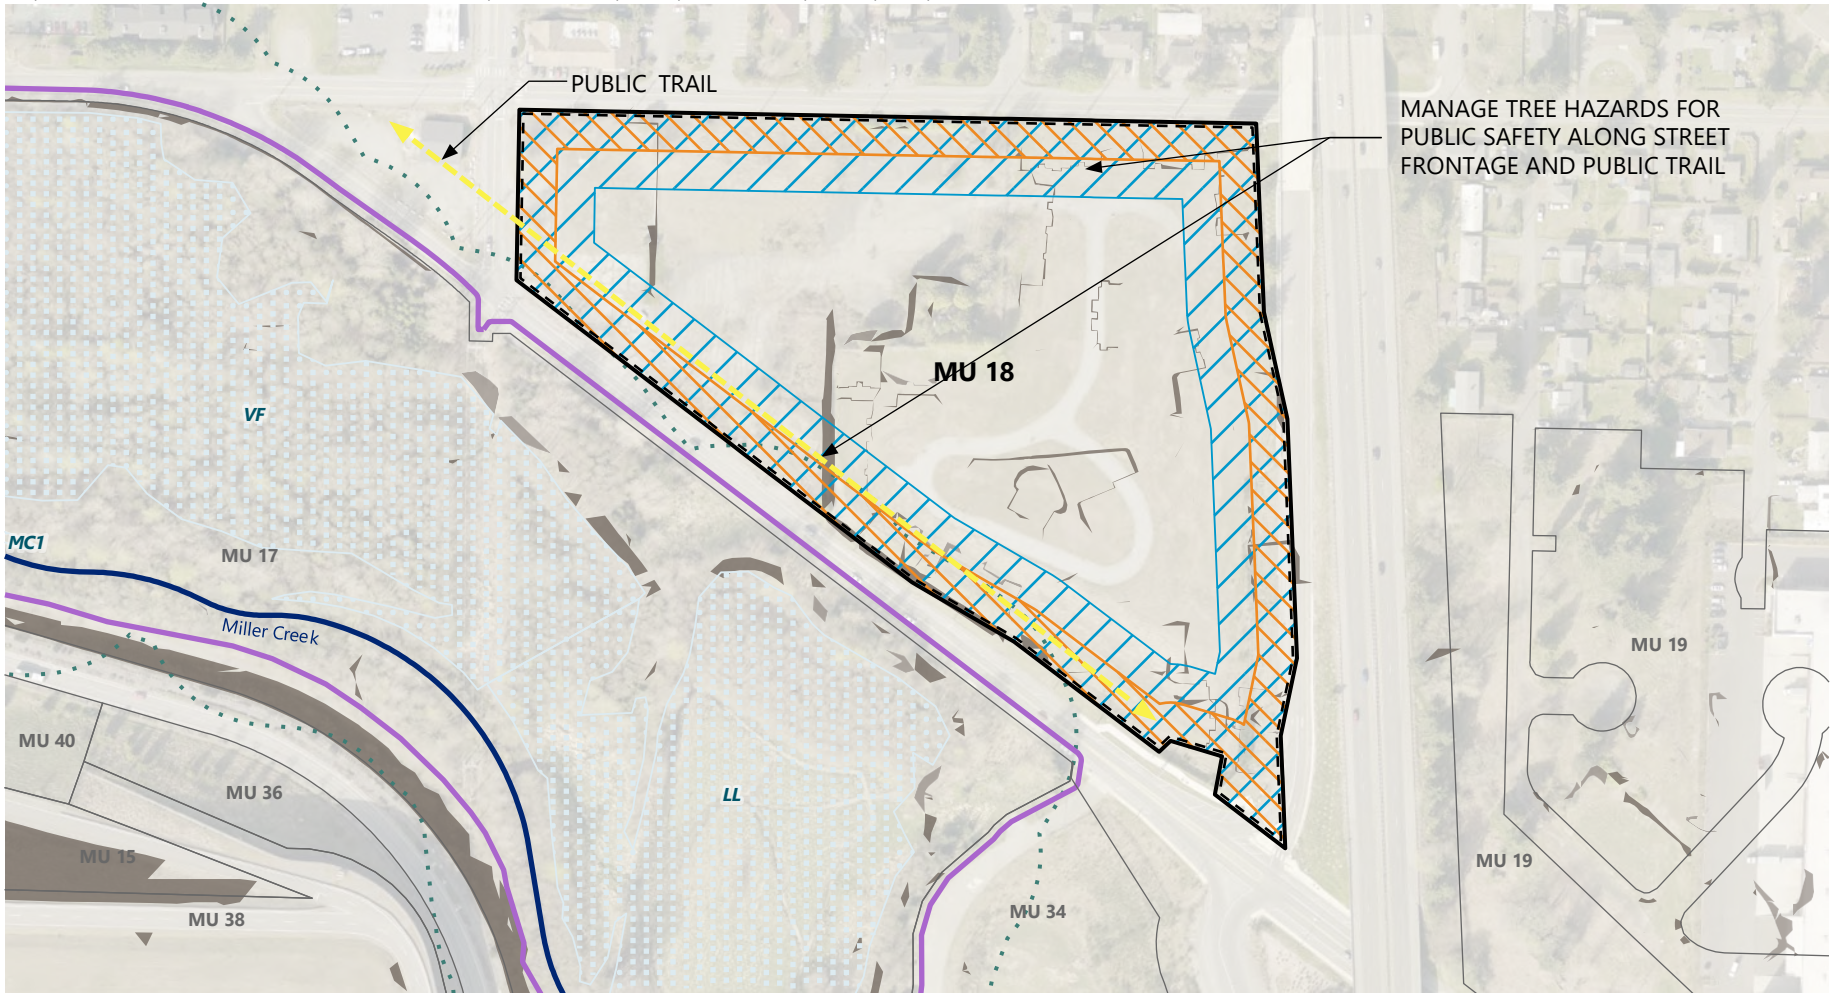 PUBLIC TRAIL
MANAGE TREE HAZARDS FOR
PUBLIC SAFETY ALONG STREET
FRONTAGE AND PUBLIC TRAIL
MU 18
VF
MC1
MU 17
Miller Creek
MU 19
MU 40
MU 36
LL
MU 15
MU 19
MU 38
MU 34